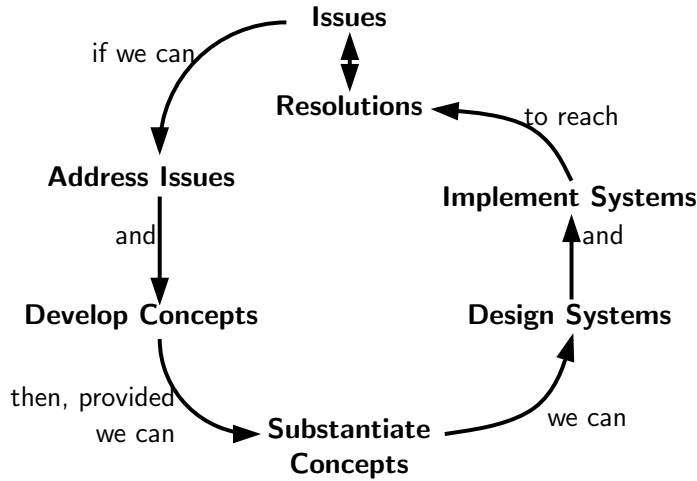 Issues
if we can
Resolutions
to reach
Address Issues
Implement Systems
and
and
Develop Concepts
Design Systems
then, provided
we can
we can
Substantiate
Concepts